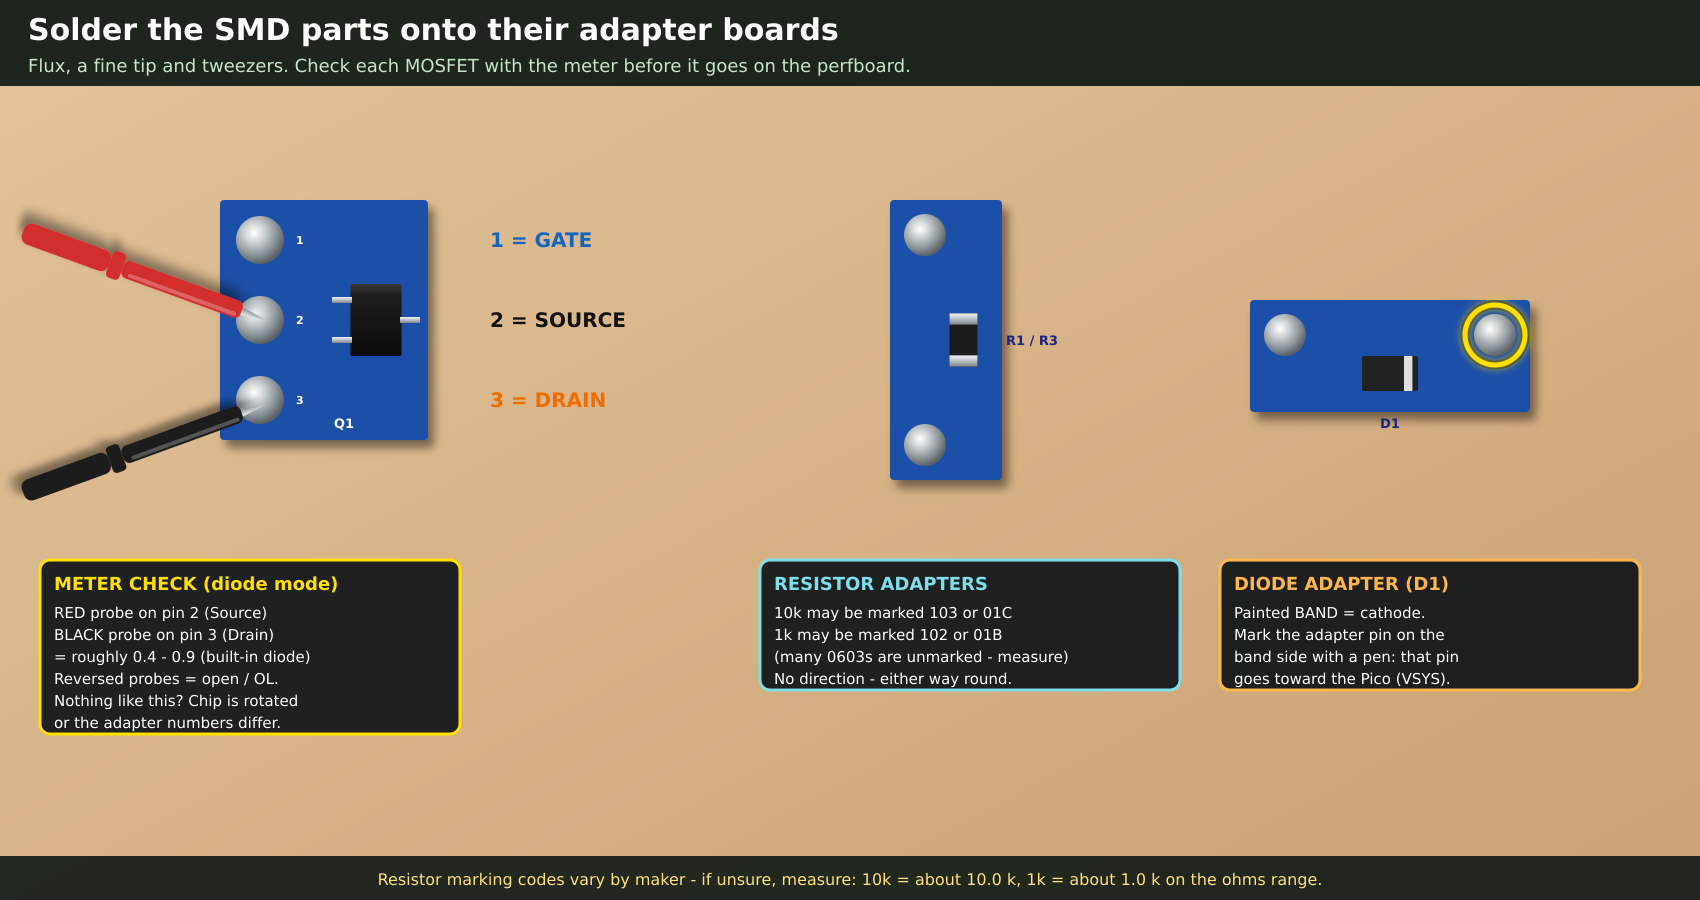 Solder the SMD parts onto their adapter boards
Flux, a fine tip and tweezers. Check each MOSFET with the meter before it goes on the perfboard.
1
2
3
Q1
1 = GATE
2 = SOURCE
3 = DRAIN
R1 / R3
D1
METER CHECK (diode mode)
RED probe on pin 2 (Source)
BLACK probe on pin 3 (Drain)
= roughly 0.4 - 0.9 (built-in diode)
Reversed probes = open / OL.
Nothing like this? Chip is rotated
or the adapter numbers differ.
RESISTOR ADAPTERS
10k may be marked 103 or 01C
1k may be marked 102 or 01B
(many 0603s are unmarked - measure)
No direction - either way round.
DIODE ADAPTER (D1)
Painted BAND = cathode.
Mark the adapter pin on the
band side with a pen: that pin
goes toward the Pico (VSYS).
Resistor marking codes vary by maker - if unsure, measure: 10k = about 10.0 k, 1k = about 1.0 k on the ohms range.